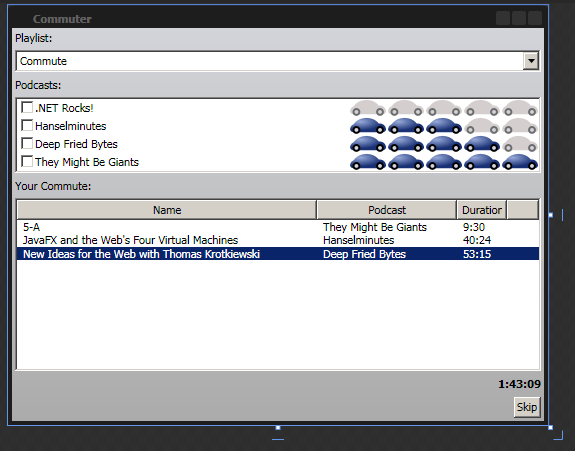 Commuter
Playlist:
Commute
Podcasts:
.NET Rocks!
Hanselminutes
Deep Fried Bytes
They Might Be Giants
Your Commute:
Name Podcast Duration
5-A They Might Be Giants 9:30
JavaFX and the Web's Four Virtual Machines Hanselminutes 40:24
New Ideas for the Web with Thomas Krotkiewski Deep Fried Bytes 53:15
1:43:09
Skip